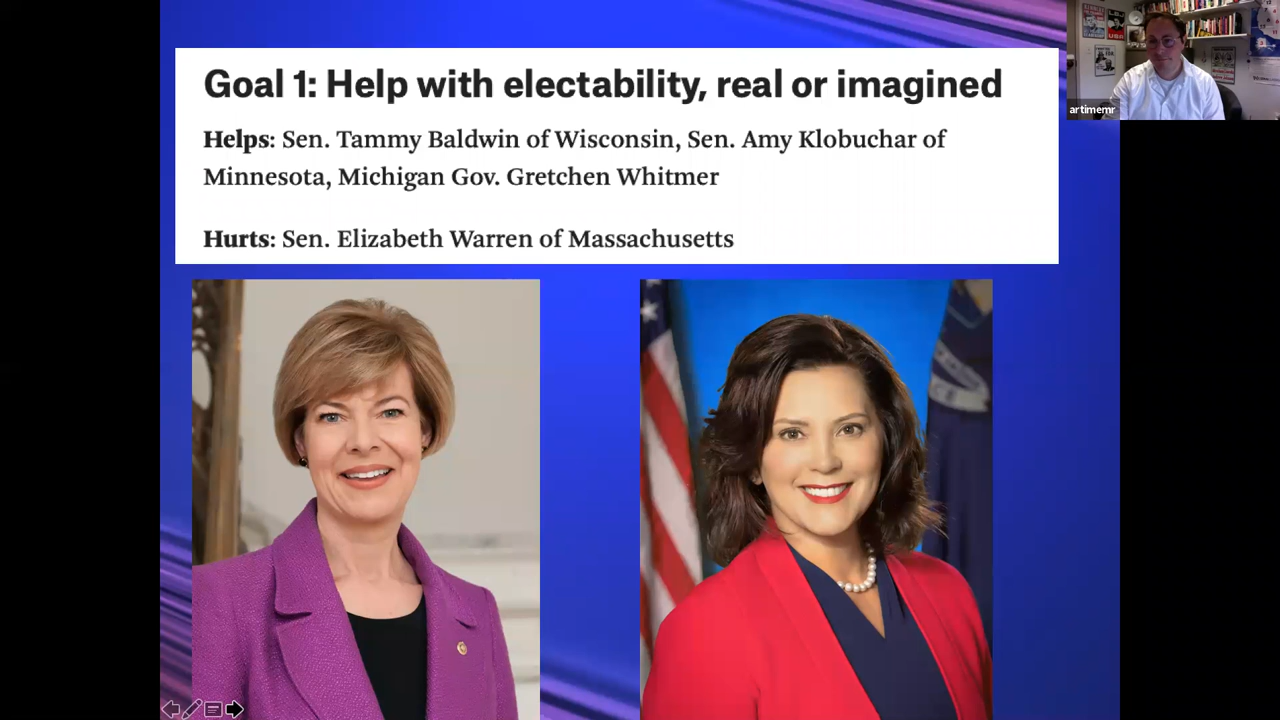 Goal 1: Help with electability, real or imagined
Helps: Sen. Tammy Baldwin of Wisconsin, Sen. Amy Klobuchar of
Minnesota, Michigan Gov. Gretchen Whitmer
Hurts: Sen. Elizabeth Warren of Massachusetts
artimemr